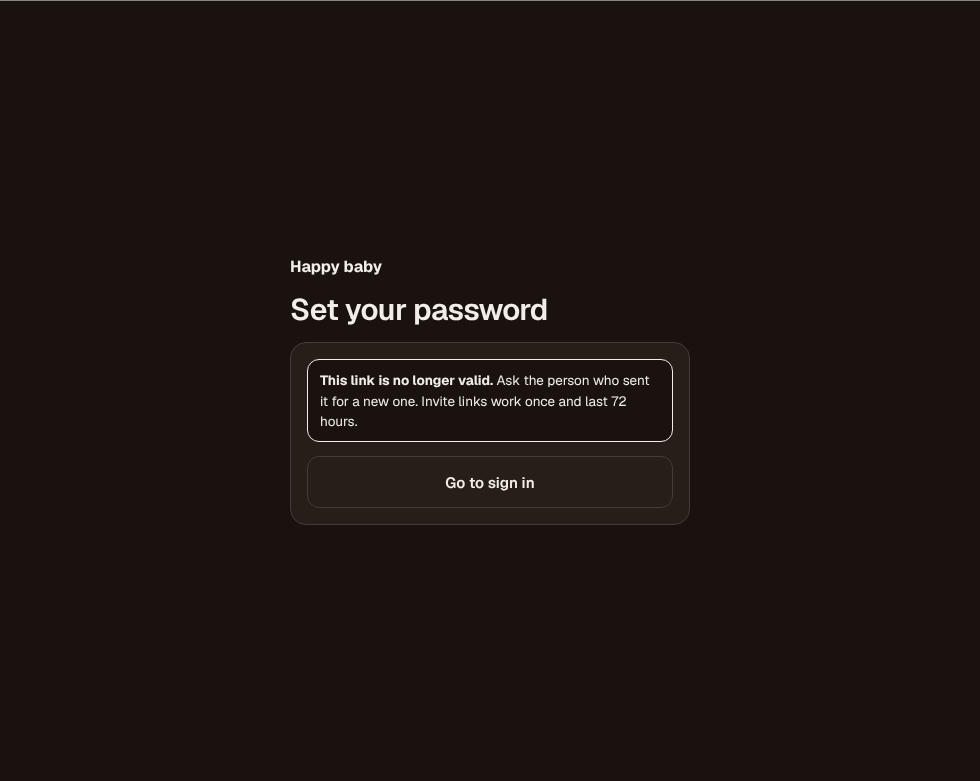 Happy baby
Set your password
This link is no longer valid. Ask the person who sent
it for a new one. Invite links work once and last 72
hours.
Go to sign in